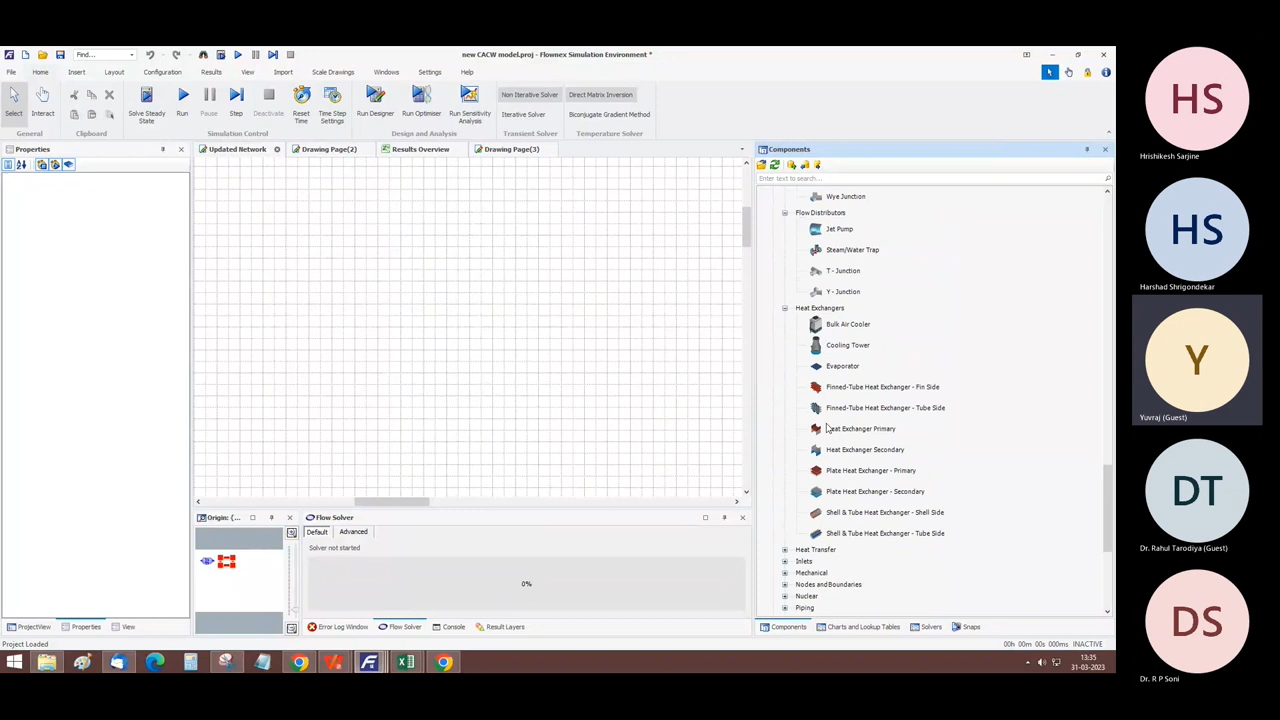 Find...
new CACW model.proj - Flownex Simulation Environment *
File Home Insert Layout Configuration Results View Import Scale Drawings Windows Settings Help
Select Interact
Solve Steady State Run Pause Step Deactivate Reset Time Time Step Settings
Run Designer Run Optimiser Run Sensitivity Analysis
Non Iterative Solver
Iterative Solver
Direct Matrix Inversion
Biconjugate Gradient Method
General Clipboard Simulation Control Design and Analysis Transient Solver Temperature Solver
Properties
Updated Network Drawing Page(2) Results Overview Drawing Page(3)
Components
Enter text to search...
Wye Junction
Flow Distributors
Jet Pump
Steam/Water Trap
T - Junction
Y - Junction
Heat Exchangers
Bulk Air Cooler
Cooling Tower
Evaporator
Finned-Tube Heat Exchanger - Fin Side
Finned-Tube Heat Exchanger - Tube Side
Heat Exchanger Primary
Heat Exchanger Secondary
Plate Heat Exchanger - Primary
Plate Heat Exchanger - Secondary
Shell & Tube Heat Exchanger - Shell Side
Shell & Tube Heat Exchanger - Tube Side
Heat Transfer
Inlets
Mechanical
Nodes and Boundaries
Nuclear
Piping
Origin: {...
Flow Solver
Default Advanced
Solver not started
0%
ProjectView Properties View
Error Log Window Flow Solver Console Result Layers
Components Charts and Lookup Tables Solvers Snaps
Project Loaded
00h 00m 00s 000ms INACTIVE
13:35
31-03-2023
HS
Hrishikesh Sarjine
HS
Harshad Shrigondekar
Y
Yuvraj (Guest)
DT
Dr. Rahul Tarodiya (Guest)
DS
Dr. R P Soni